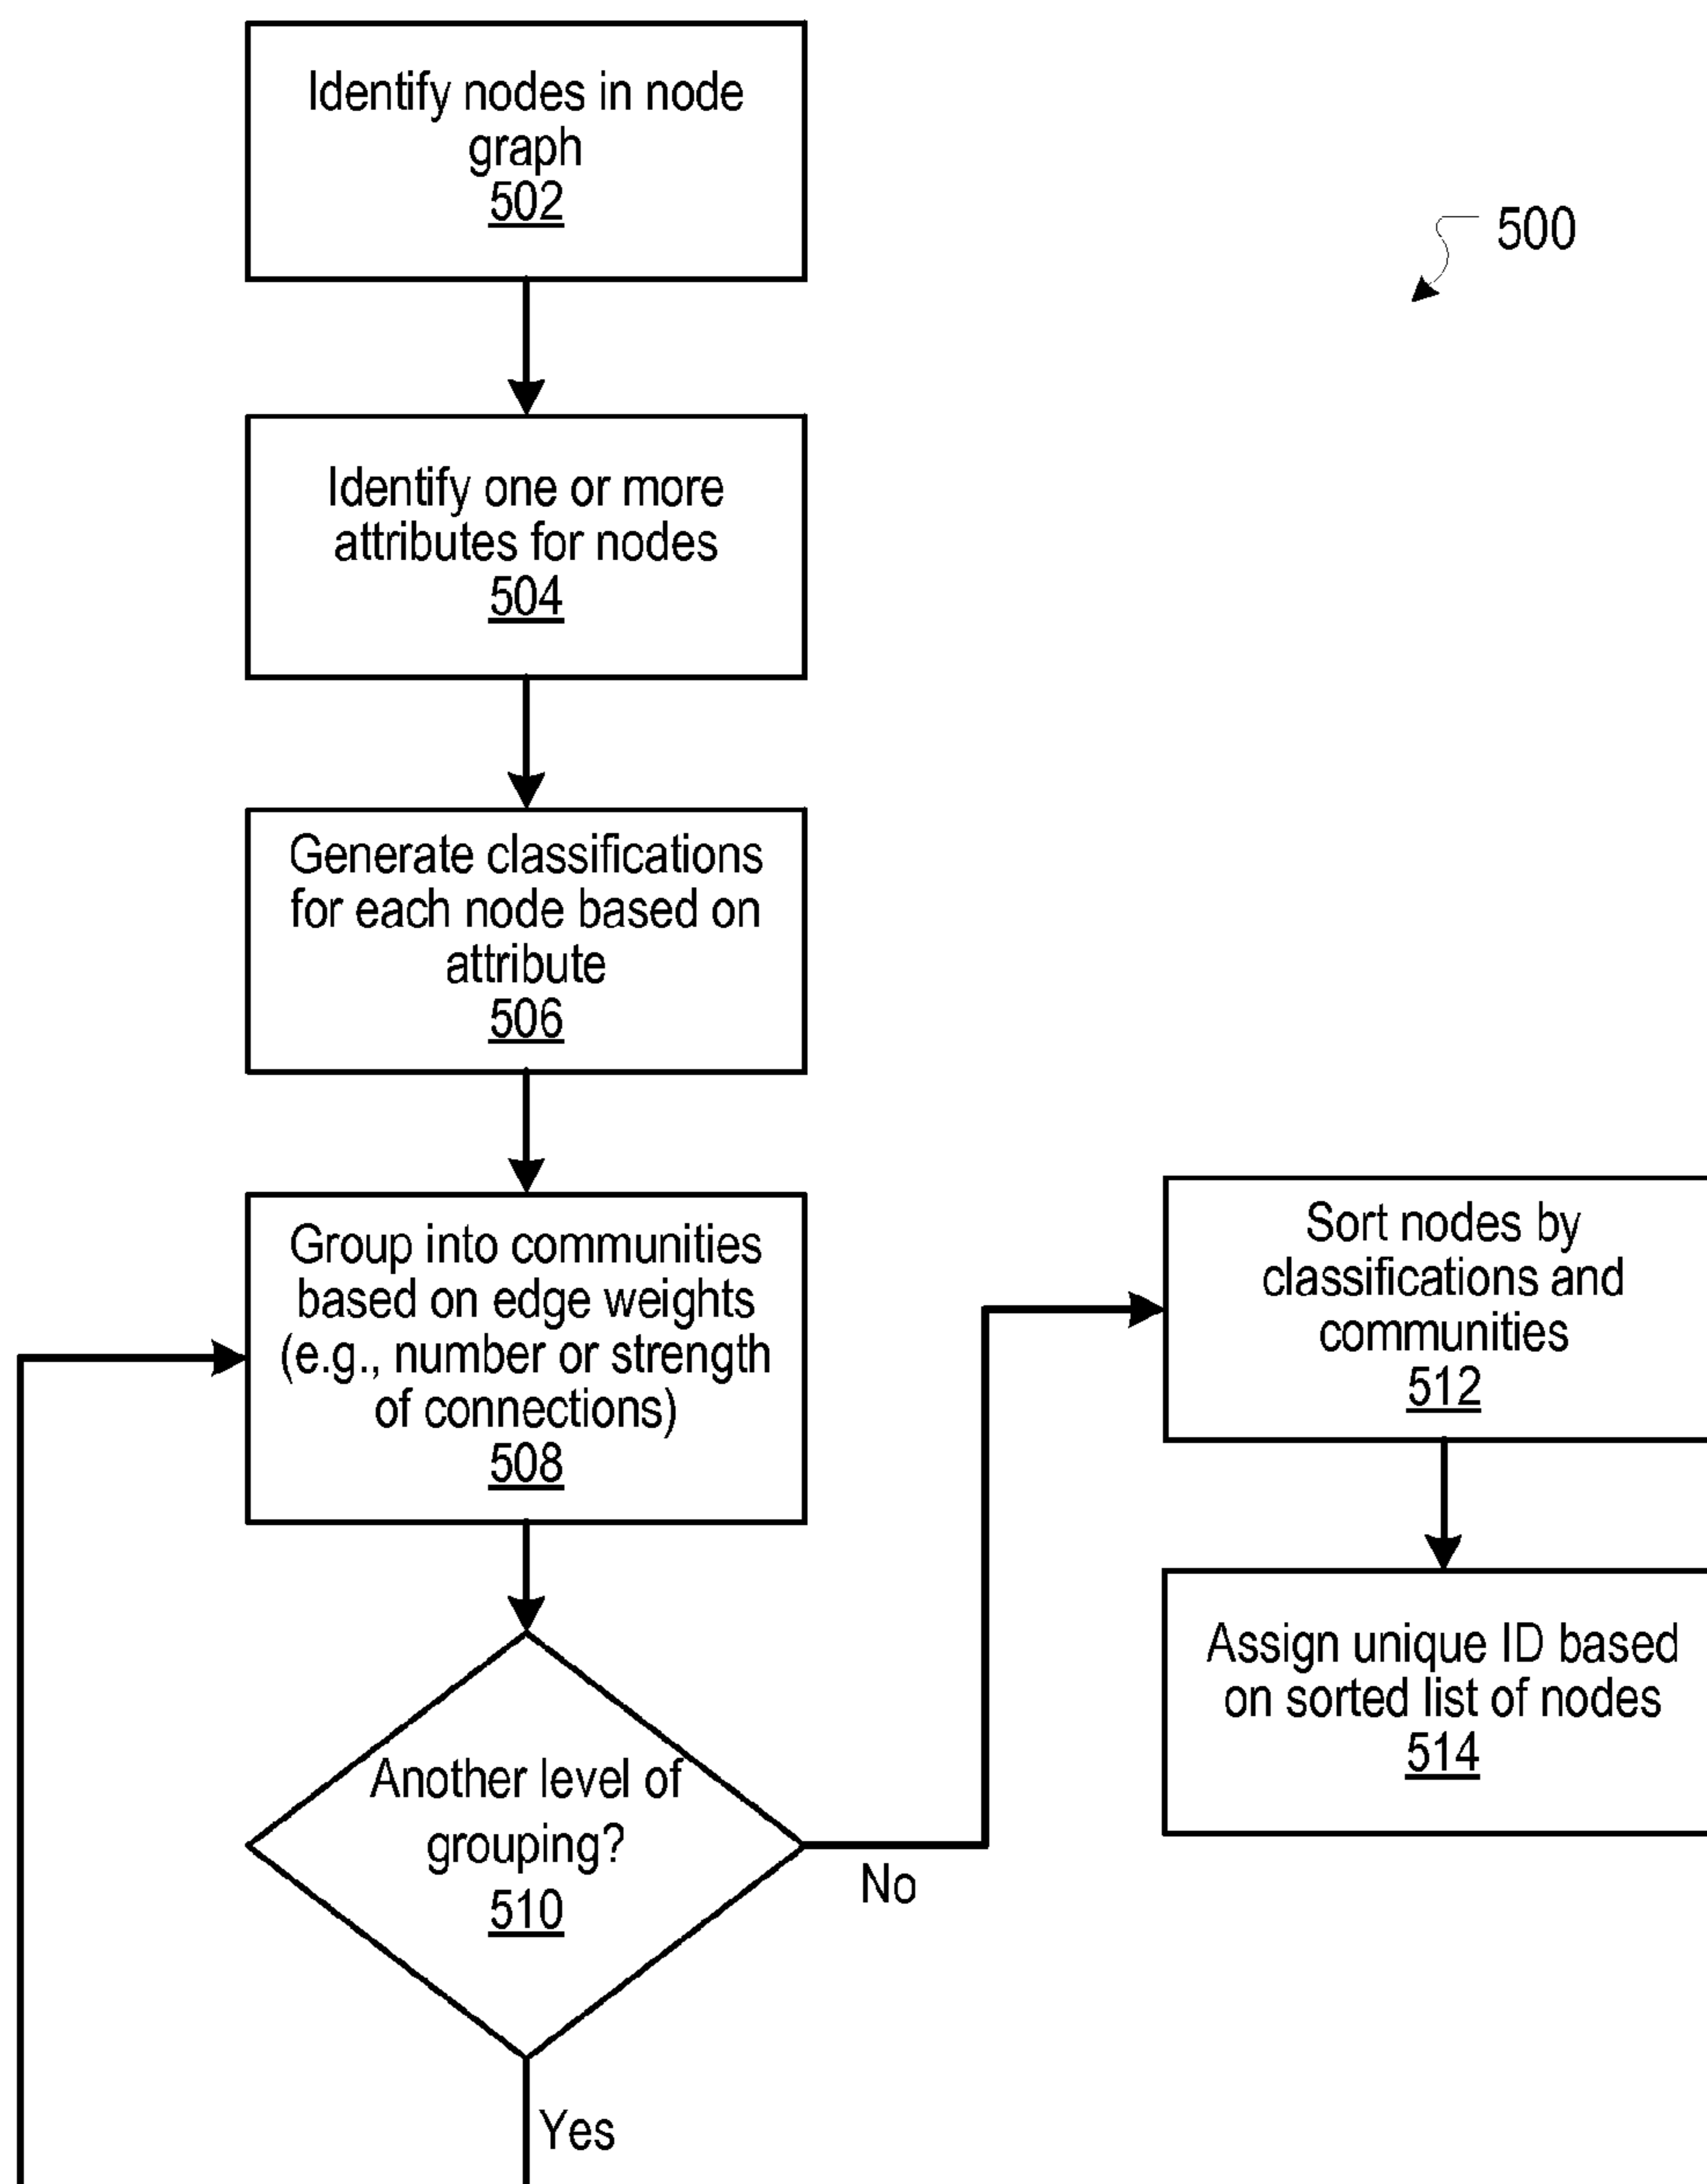 Identify nodes in node
graph
502
500
Identify one or more
attributes for nodes
504
Generate classifications
for each node based on
attribute
506
Group into communities
based on edge weights
(e.g., number or strength
of connections)
508
Another level of
grouping?
510
No
Yes
Sort nodes by
classifications and
communities
512
Assign unique ID based
on sorted list of nodes
514